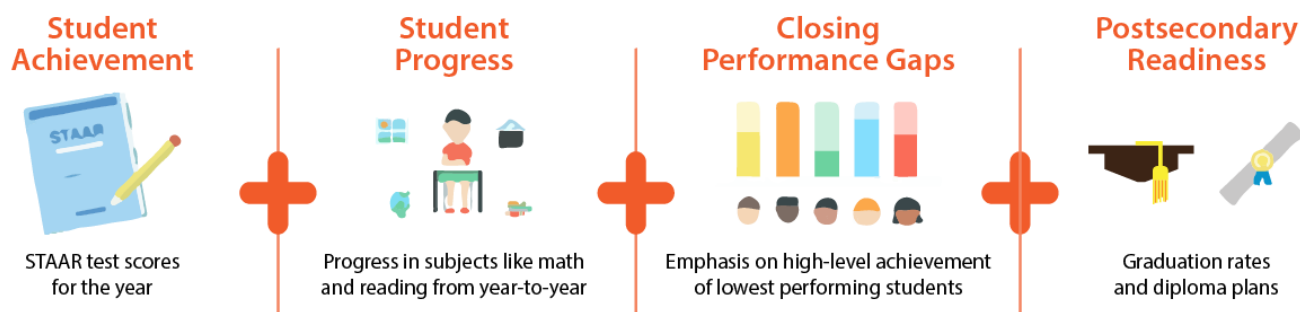 Student
Achievement
STAAR
STAAR test scores
for the year
Student
Progress
Progress in subjects like math
and reading from year-to-year
Closing
Performance Gaps
Emphasis on high-level achievement
of lowest performing students
Postsecondary
Readiness
Graduation rates
and diploma plans